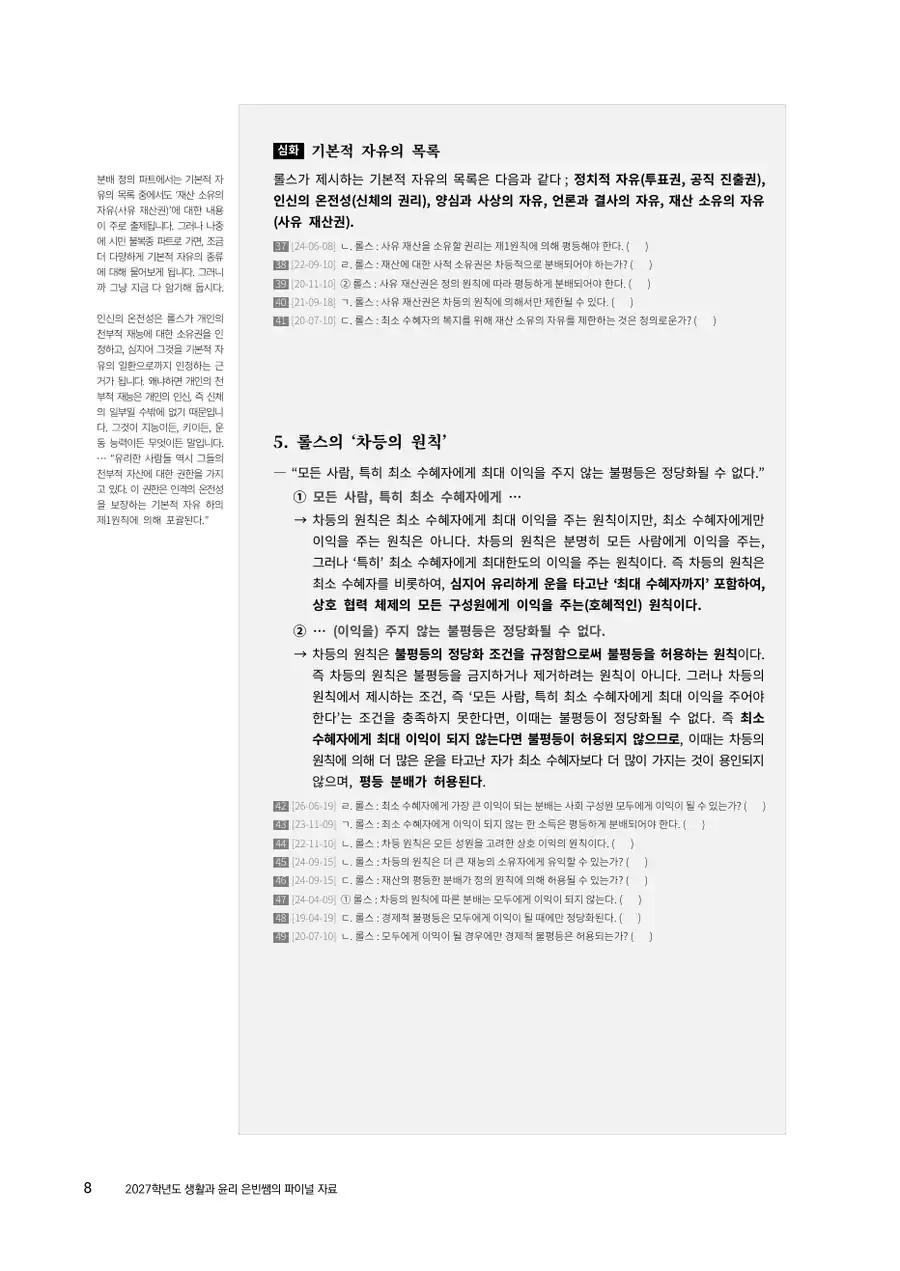 심화 기본적 자유의 목록
롤스가 제시하는 기본적 자유의 목록은 다음과 같다 ; 정치적 자유(투표권, 공직 진출권),
인신의 온전성(신체의 권리), 양심과 사상의 자유, 언론과 결사의 자유, 재산 소유의 자유
(사유 재산권).
37 [24-06-08] ㄴ. 롤스 : 사유 재산을 소유할 권리는 제1원칙에 의해 평등해야 한다. ( )
38 [22-09-10] ㄹ. 롤스 : 재산에 대한 사적 소유권은 차등적으로 분배되어야 하는가? ( )
39 [20-11-10] ② 롤스 : 사유 재산권은 정의 원칙에 따라 평등하게 분배되어야 한다. ( )
40 [21-09-18] ㄱ. 롤스 : 사유 재산권은 차등의 원칙에 의해서만 제한될 수 있다. ( )
41 [20-07-10] ㄷ. 롤스 : 최소 수혜자의 복지를 위해 재산 소유의 자유를 제한하는 것은 정의로운가? ( )
분배 정의 파트에서는 기본적 자
유의 목록 중에서도 '재산 소유의
자유(사유 재산권)'에 대한 내용
이 주로 출제됩니다. 그러나 나중
에 시민 불복종 파트로 가면, 조금
더 다양하게 기본적 자유의 종류
에 대해 물어보게 됩니다. 그러니
까 그냥 지금 다 암기해 둡시다.
인신의 온전성은 롤스가 개인의
천부적 재능에 대한 소유권을 인
정하고, 심지어 그것을 기본적 자
유의 일환으로까지 인정하는 근
거가 됩니다. 왜냐하면 개인의 천
부적 재능은 개인의 인신, 즉 신체
의 일부일 수밖에 없기 때문입니
다. 그것이 지능이든, 키이든, 운
동 능력이든 무엇이든 말입니다.
… "유리한 사람들 역시 그들의
천부적 자산에 대한 권한을 가지
고 있다. 이 권한은 인격의 온전성
을 보장하는 기본적 자유 하의
제1원칙에 의해 포괄된다."
5. 롤스의 '차등의 원칙'
― "모든 사람, 특히 최소 수혜자에게 최대 이익을 주지 않는 불평등은 정당화될 수 없다."
① 모든 사람, 특히 최소 수혜자에게 …
→ 차등의 원칙은 최소 수혜자에게 최대 이익을 주는 원칙이지만, 최소 수혜자에게만
이익을 주는 원칙은 아니다. 차등의 원칙은 분명히 모든 사람에게 이익을 주는,
그러나 '특히' 최소 수혜자에게 최대한도의 이익을 주는 원칙이다. 즉 차등의 원칙은
최소 수혜자를 비롯하여, 심지어 유리하게 운을 타고난 '최대 수혜자까지' 포함하여,
상호 협력 체제의 모든 구성원에게 이익을 주는(호혜적인) 원칙이다.
② … (이익을) 주지 않는 불평등은 정당화될 수 없다.
→ 차등의 원칙은 불평등의 정당화 조건을 규정함으로써 불평등을 허용하는 원칙이다.
즉 차등의 원칙은 불평등을 금지하거나 제거하려는 원칙이 아니다. 그러나 차등의
원칙에서 제시하는 조건, 즉 '모든 사람, 특히 최소 수혜자에게 최대 이익을 주어야
한다'는 조건을 충족하지 못한다면, 이때는 불평등이 정당화될 수 없다. 즉 최소
수혜자에게 최대 이익이 되지 않는다면 불평등이 허용되지 않으므로, 이때는 차등의
원칙에 의해 더 많은 운을 타고난 자가 최소 수혜자보다 더 많이 가지는 것이 용인되지
않으며, 평등 분배가 허용된다.
42 [26-06-19] ㄹ. 롤스 : 최소 수혜자에게 가장 큰 이익이 되는 분배는 사회 구성원 모두에게 이익이 될 수 있는가? ( )
43 [23-11-09] ㄱ. 롤스 : 최소 수혜자에게 이익이 되지 않는 한 소득은 평등하게 분배되어야 한다. ( )
44 [22-11-10] ㄴ. 롤스 : 차등 원칙은 모든 성원을 고려한 상호 이익의 원칙이다. ( )
45 [24-09-15] ㄴ. 롤스 : 차등의 원칙은 더 큰 재능의 소유자에게 유익할 수 있는가? ( )
46 [24-09-15] ㄷ. 롤스 : 재산의 평등한 분배가 정의 원칙에 의해 허용될 수 있는가? ( )
47 [24-04-09] ① 롤스 : 차등의 원칙에 따른 분배는 모두에게 이익이 되지 않는다. ( )
48 [19-04-19] ㄷ. 롤스 : 경제적 불평등은 모두에게 이익이 될 때에만 정당화된다. ( )
49 [20-07-10] ㄴ. 롤스 : 모두에게 이익이 될 경우에만 경제적 불평등은 허용되는가? ( )
8 2027학년도 생활과 윤리 은빈쌤의 파이널 자료